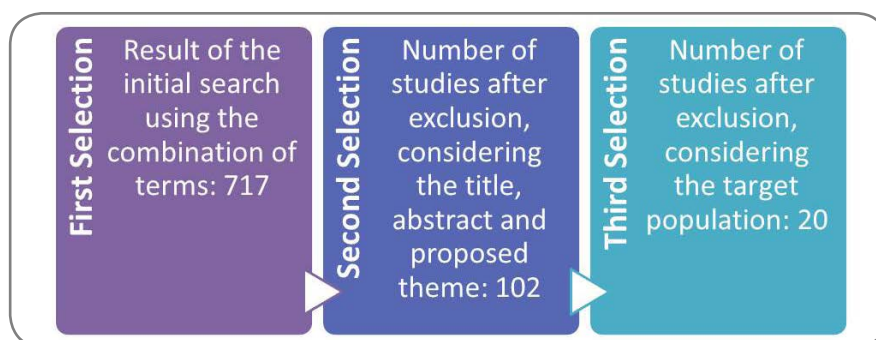 First Selection
Result of the
initial search
using the
combination of
terms: 717
Second Selection
Number of
studies after
exclusion,
considering
the title,
abstract and
proposed
theme: 102
Third Selection
Number of
studies after
exclusion,
considering
the target
population: 20